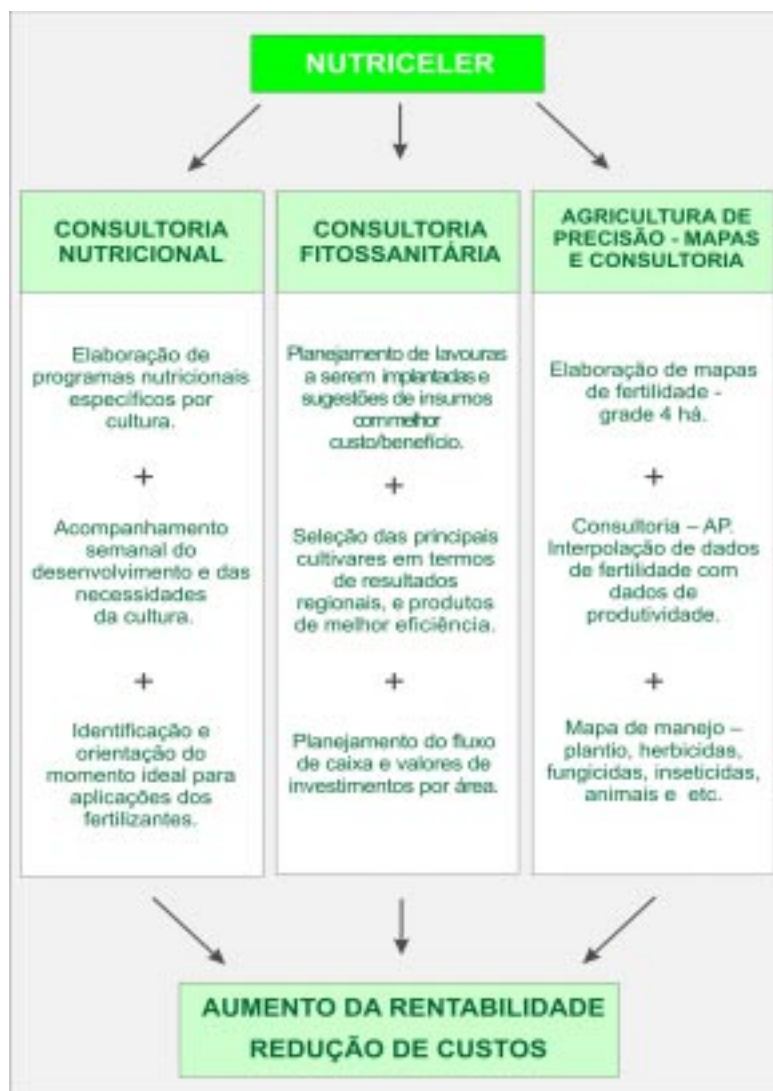 NUTRICELER
CONSULTORIA
NUTRICIONAL
Elaboração de
programas nutricionais
específicos por
cultura.
+
Acompanhamento
semanal do
desenvolvimento e das
necessidades
da cultura.
+
Identificação e
orientação do
momento ideal para
aplicações dos
fertilizantes.
CONSULTORIA
FITOSSANITÁRIA
Planejamento de lavouras
a serem implantadas e
sugestões de insumos
com melhor
custo/benefício.
+
Seleção das principais
cultivares em termos
de resultados
regionais, e produtos
de melhor eficiência.
+
Planejamento do fluxo
de caixa e valores de
investimentos por área.
AGRICULTURA DE
PRECISÃO - MAPAS
E CONSULTORIA
Elaboração de mapas
de fertilidade -
grade 4 há.
+
Consultoria – AP.
Interpolação de dados
de fertilidade com
dados de
produtividade.
+
Mapa de manejo –
plantio, herbicidas,
fungicidas, inseticidas,
animais e etc.
AUMENTO DA RENTABILIDADE
REDUÇÃO DE CUSTOS